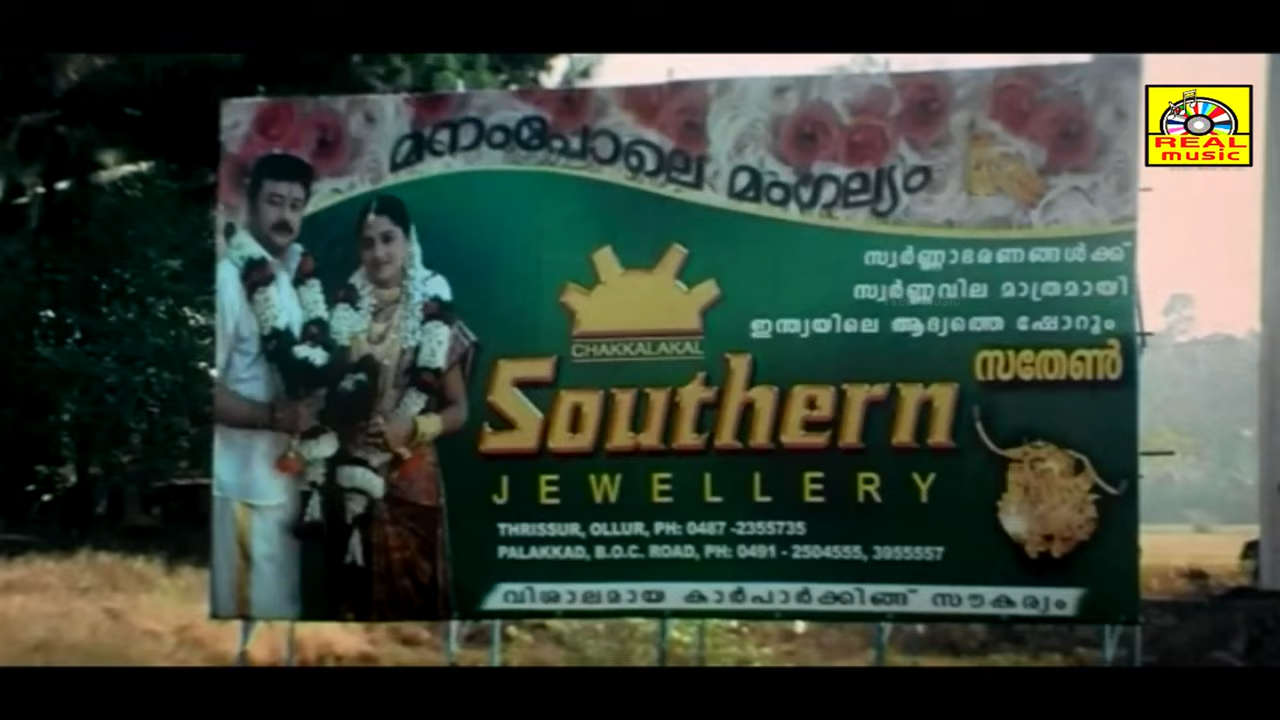 മനംപോലെ മംഗല്യം
REAL
music
സ്വർണ്ണാഭരണങ്ങൾക്ക്
സ്വർണ്ണവില മാത്രമായി
ഇന്ത്യയിലെ ആദ്യത്തെ ഷോറൂം
സതേൺ
CHAKKALAKAL
Southern
JEWELLERY
THRISSUR, OLLUR, PH: 0487 -2355735
PALAKKAD, B.O.C. ROAD, PH: 0491 - 2504555, 3955557
വിശാലമായ കാർപാർക്കിങ്ങ് സൗകര്യം